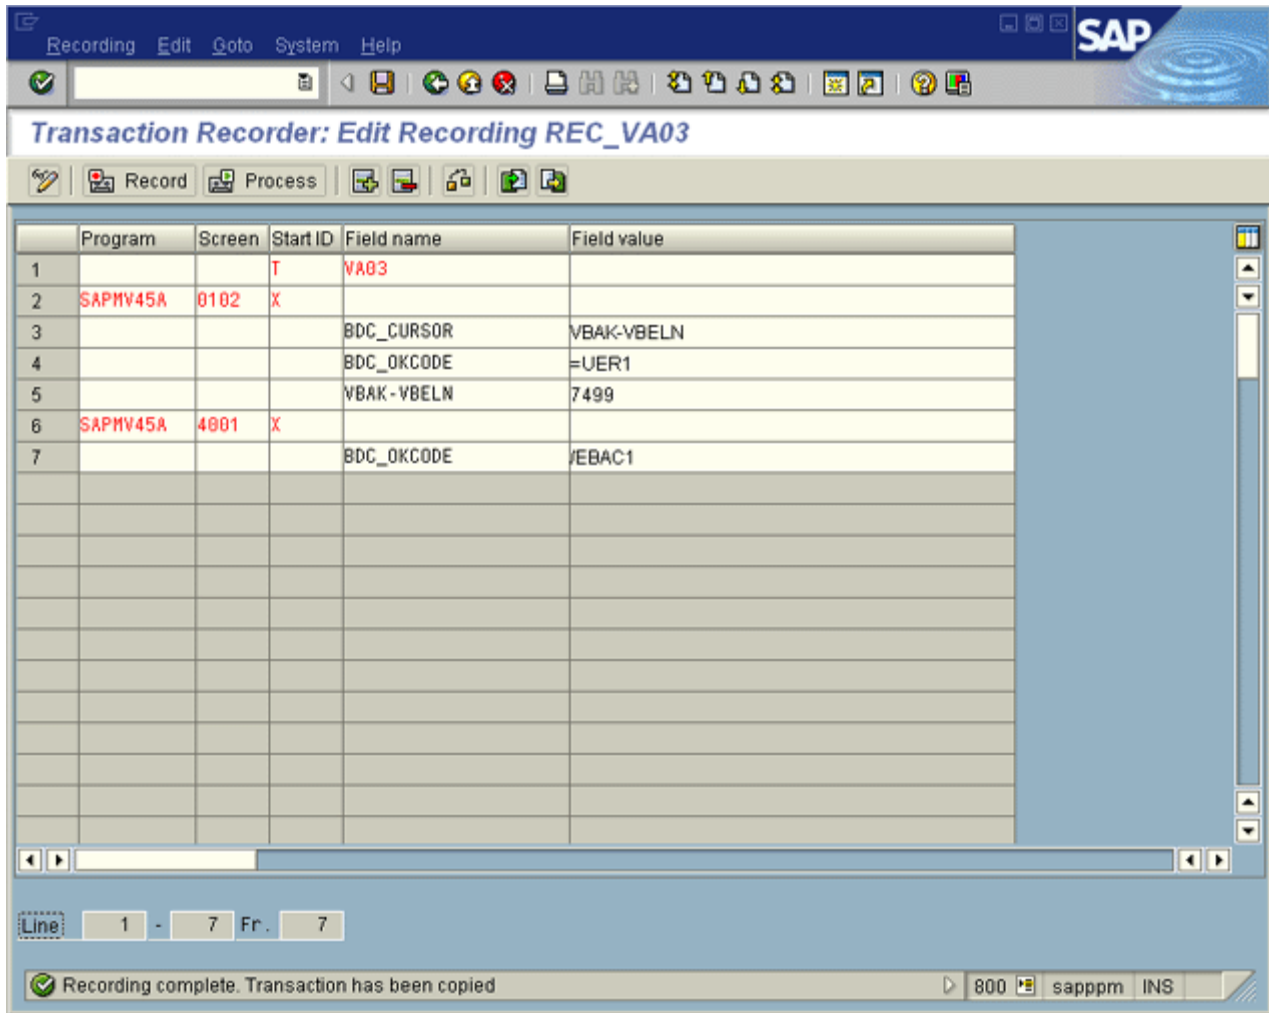 Recording Edit Goto System Help
SAP
Transaction Recorder: Edit Recording REC_VA03
Record Process
Program Screen Start ID Field name Field value
1 T VA03
2 SAPMV45A 0102 X
3 BDC_CURSOR VBAK-VBELN
4 BDC_OKCODE =UER1
5 VBAK-VBELN 7499
6 SAPMV45A 4001 X
7 BDC_OKCODE /EBAC1
Line 1 - 7 Fr. 7
Recording complete. Transaction has been copied 800 sapppm INS